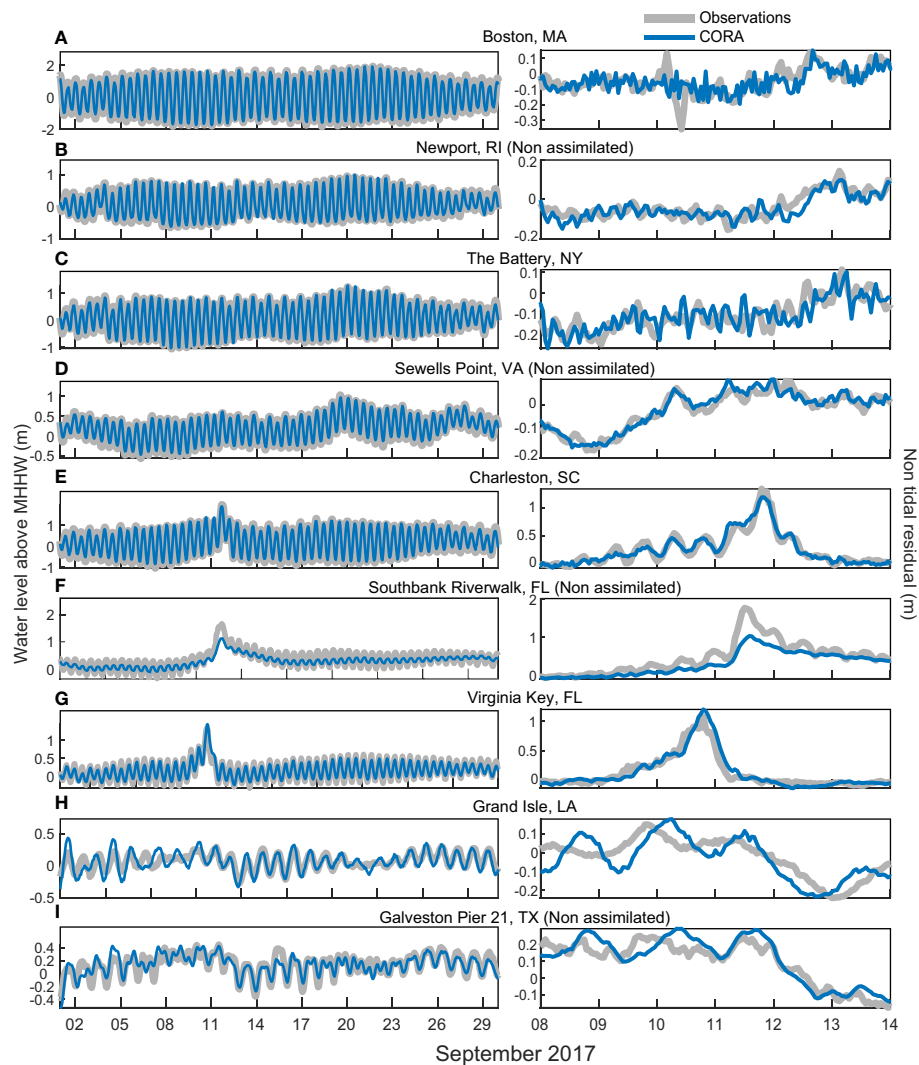 Observations
CORA
A
Boston, MA
2
1
0
-2
0.1
0
-0.1
-0.3
B
Newport, RI (Non assimilated)
1
0
-1
0.2
0
-0.2
C
The Battery, NY
1
0
-1
0.1
0
-0.1
-0.2
D
Sewells Point, VA (Non assimilated)
1
0.5
0
-0.5
0
-0.1
-0.2
E
Charleston, SC
1
0
-1
1
0.5
0
F
Southbank Riverwalk, FL (Non assimilated)
2
1
0
2
1
0
G
Virginia Key, FL
1
0.5
0
1
0.5
0
H
Grand Isle, LA
0.5
0
-0.5
0.1
0
-0.1
-0.2
I
Galveston Pier 21, TX (Non assimilated)
0.4
0.2
0
-0.2
-0.4
0.2
0.1
0
-0.1
02 05 08 11 14 17 20 23 26 29
08 09 10 11 12 13 14
September 2017
Water level above MHHW (m)
Non tidal residual (m)